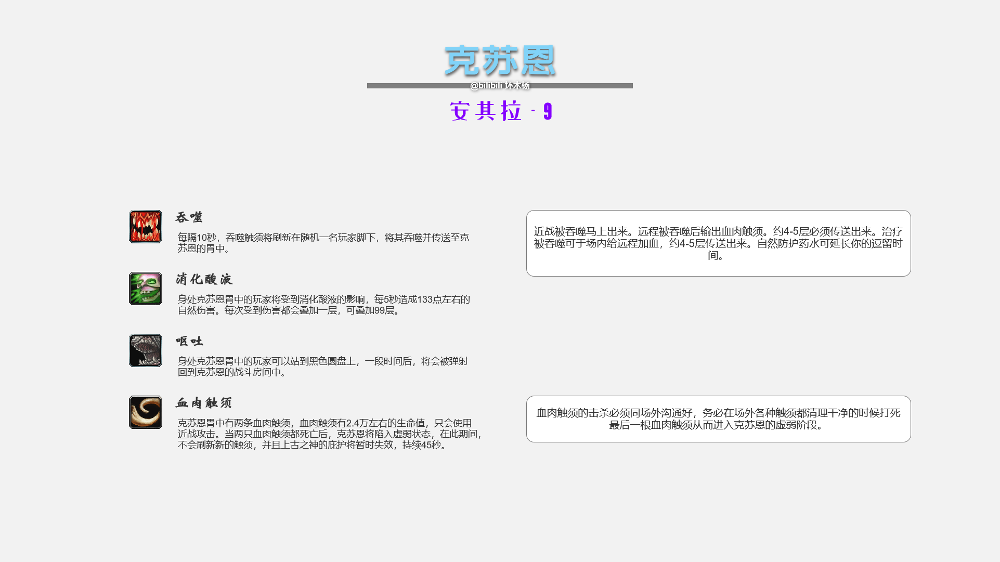 克苏恩
@bilibili 坏木杨
安其拉 - 9
吞噬
每隔10秒，吞噬触须将刷新在随机一名玩家脚下，将其吞噬并传送至克
苏恩的胃中。
近战被吞噬马上出来。远程被吞噬后输出血肉触须。约4-5层必须传送出来。治疗
被吞噬可于场内给远程加血，约4-5层传送出来。自然防护药水可延长你的逗留时
间。
消化酸液
身处克苏恩胃中的玩家将受到消化酸液的影响，每5秒造成133点左右的
自然伤害。每次受到伤害都会叠加一层，可叠加99层。
呕吐
身处克苏恩胃中的玩家可以站到黑色圆盘上，一段时间后，将会被弹射
回到克苏恩的战斗房间中。
血肉触须
克苏恩胃中有两条血肉触须，血肉触须有2.4万左右的生命值，只会使用
近战攻击。当两只血肉触须都死亡后，克苏恩将陷入虚弱状态，在此期间，
不会刷新新的触须，并且上古之神的庇护将暂时失效，持续45秒。
血肉触须的击杀必须同场外沟通好，务必在场外各种触须都清理干净的时候打死
最后一根血肉触须从而进入克苏恩的虚弱阶段。